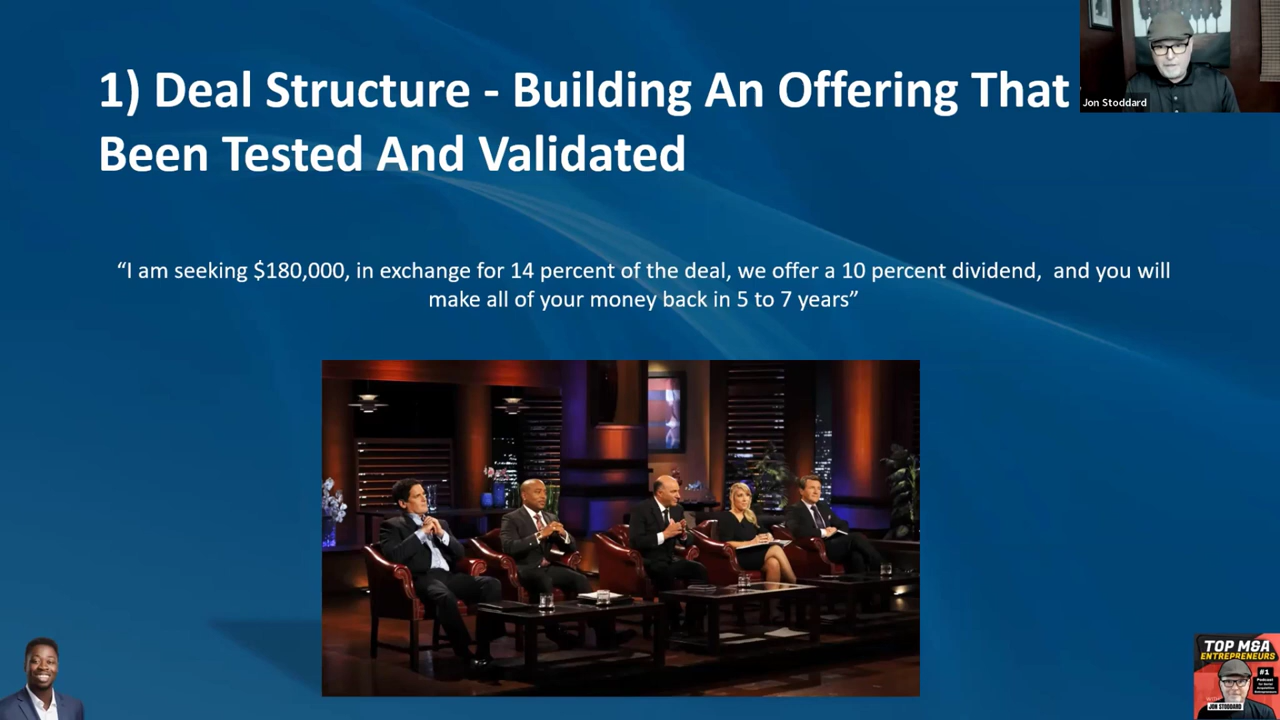 1) Deal Structure - Building An Offering That
Been Tested And Validated
Jon Stoddard
“I am seeking $180,000, in exchange for 14 percent of the deal, we offer a 10 percent dividend, and you will
make all of your money back in 5 to 7 years”
TOP M&A
ENTREPRENEURS
#1
Podcast
JON STODDARD